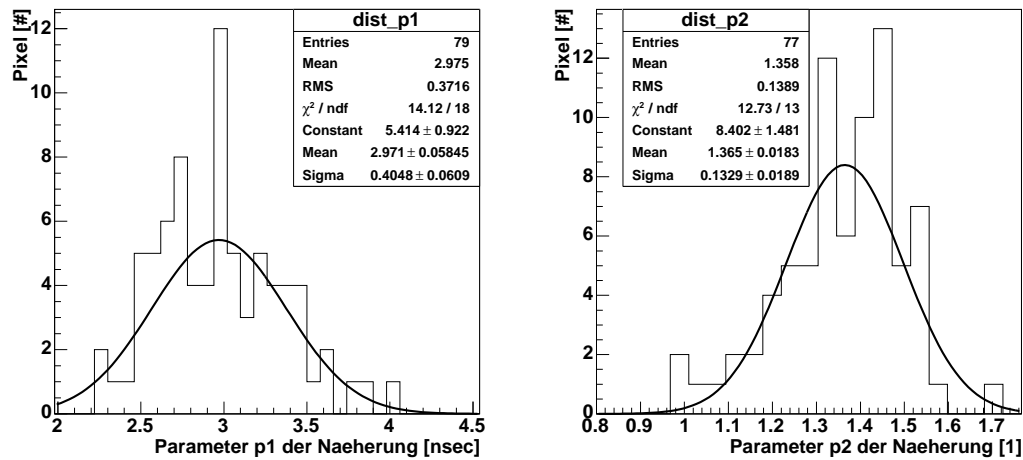 dist_p1
Entries 79
Mean 2.975
RMS 0.3716
χ² / ndf 14.12 / 18
Constant 5.414 ± 0.922
Mean 2.971 ± 0.05845
Sigma 0.4048 ± 0.0609
Pixel [#]
12
10
8
6
4
2
0
2 2.5 3 3.5 4 4.5
Parameter p1 der Naeherung [nsec]
dist_p2
Entries 77
Mean 1.358
RMS 0.1389
χ² / ndf 12.73 / 13
Constant 8.402 ± 1.481
Mean 1.365 ± 0.0183
Sigma 0.1329 ± 0.0189
Pixel [#]
12
10
8
6
4
2
0
0.8 0.9 1 1.1 1.2 1.3 1.4 1.5 1.6 1.7
Parameter p2 der Naeherung [1]